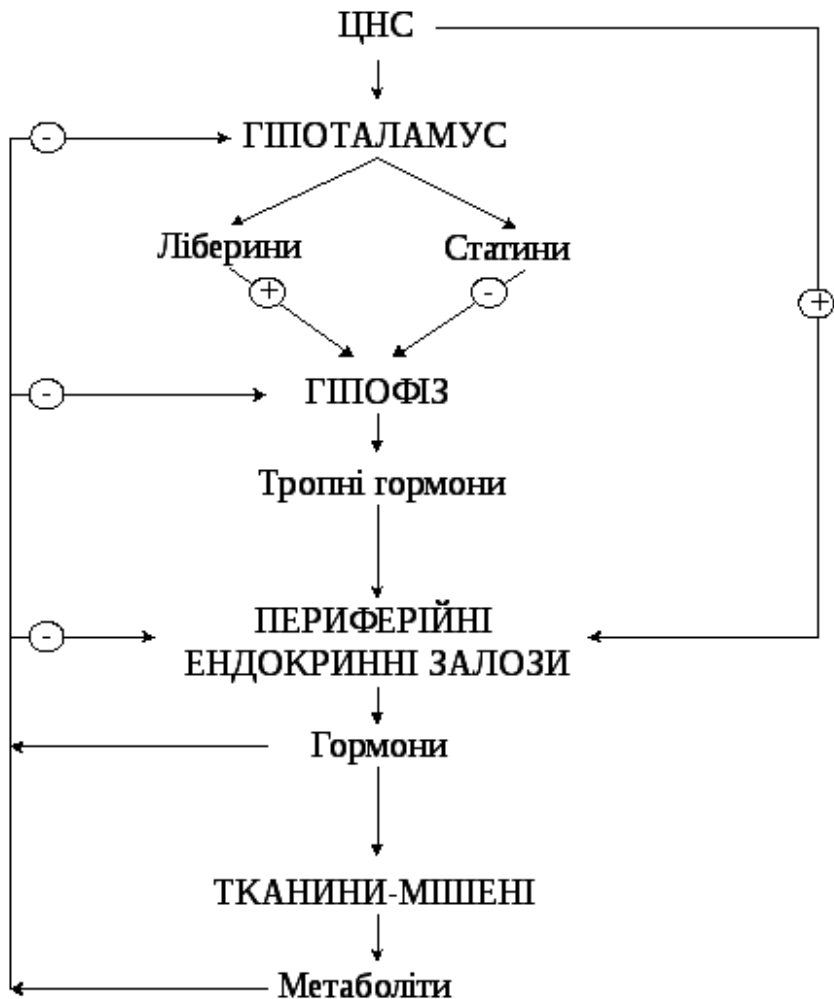 ЦНС
-
ГІПОТАЛАМУС
Ліберини
Статини
+
-
+
-
ГІПОФІЗ
Тропні гормони
-
ПЕРИФЕРІЙНІ
ЕНДОКРИННІ ЗАЛОЗИ
Гормони
ТКАНИНИ-МІШЕНІ
Метаболіти